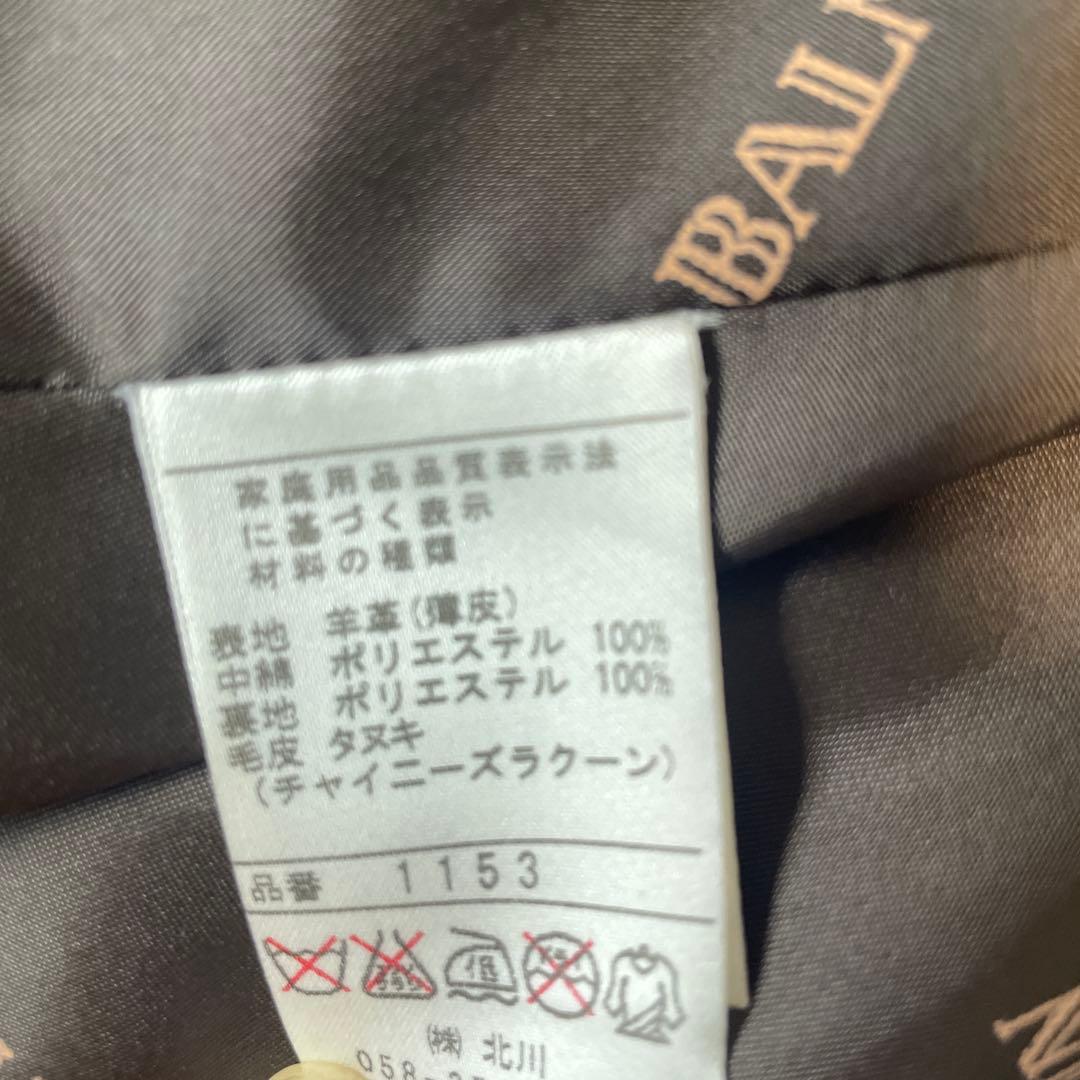 BAL
家庭用品品質表示法
に基づく表示
材料の種類
表地 羊革(薄皮)
中綿 ポリエステル 100%
裏地 ポリエステル 100%
毛皮 タヌキ
(チャイニーズラクーン)
品番 1153
低
(株) 北川
058-